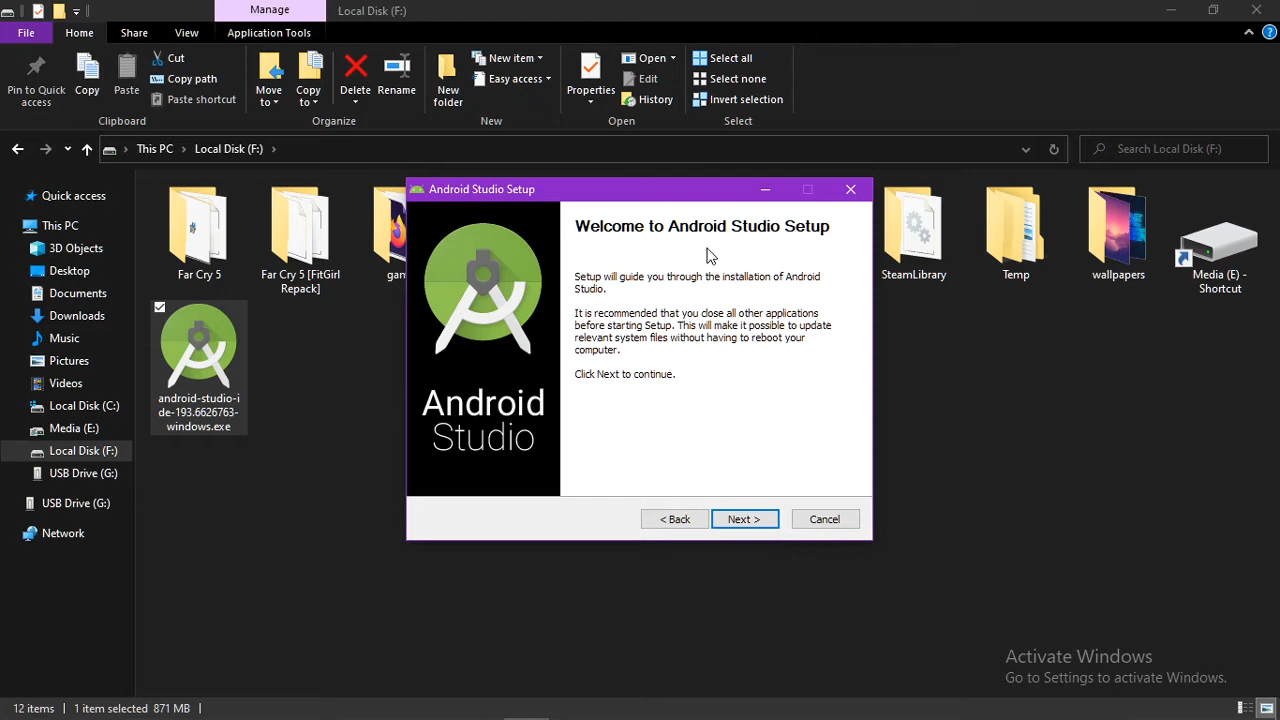 Manage
Local Disk (F:)
File
Home
Share
View
Application Tools
Pin to Quick
access
Copy
Paste
Cut
Copy path
Paste shortcut
Clipboard
Move
to
Copy
to
Delete
Rename
Organize
New
folder
New item
Easy access
New
Properties
Open
Edit
History
Open
Select all
Select none
Invert selection
Select
This PC > Local Disk (F:) >
Search Local Disk (F:)
Quick access
This PC
3D Objects
Desktop
Documents
Downloads
Music
Pictures
Videos
Local Disk (C:)
Media (E:)
Local Disk (F:)
USB Drive (G:)
USB Drive (G:)
Network
Far Cry 5
Far Cry 5 [FitGirl
Repack]
SteamLibrary
Temp
wallpapers
Media (E) -
Shortcut
android-studio-i
de-193.6626763-
windows.exe
Android Studio Setup
Android
Studio
Welcome to Android Studio Setup
Setup will guide you through the installation of Android
Studio.
It is recommended that you close all other applications
before starting Setup. This will make it possible to update
relevant system files without having to reboot your
computer.
Click Next to continue.
< Back
Next >
Cancel
Activate Windows
Go to Settings to activate Windows.
12 items
1 item selected 871 MB